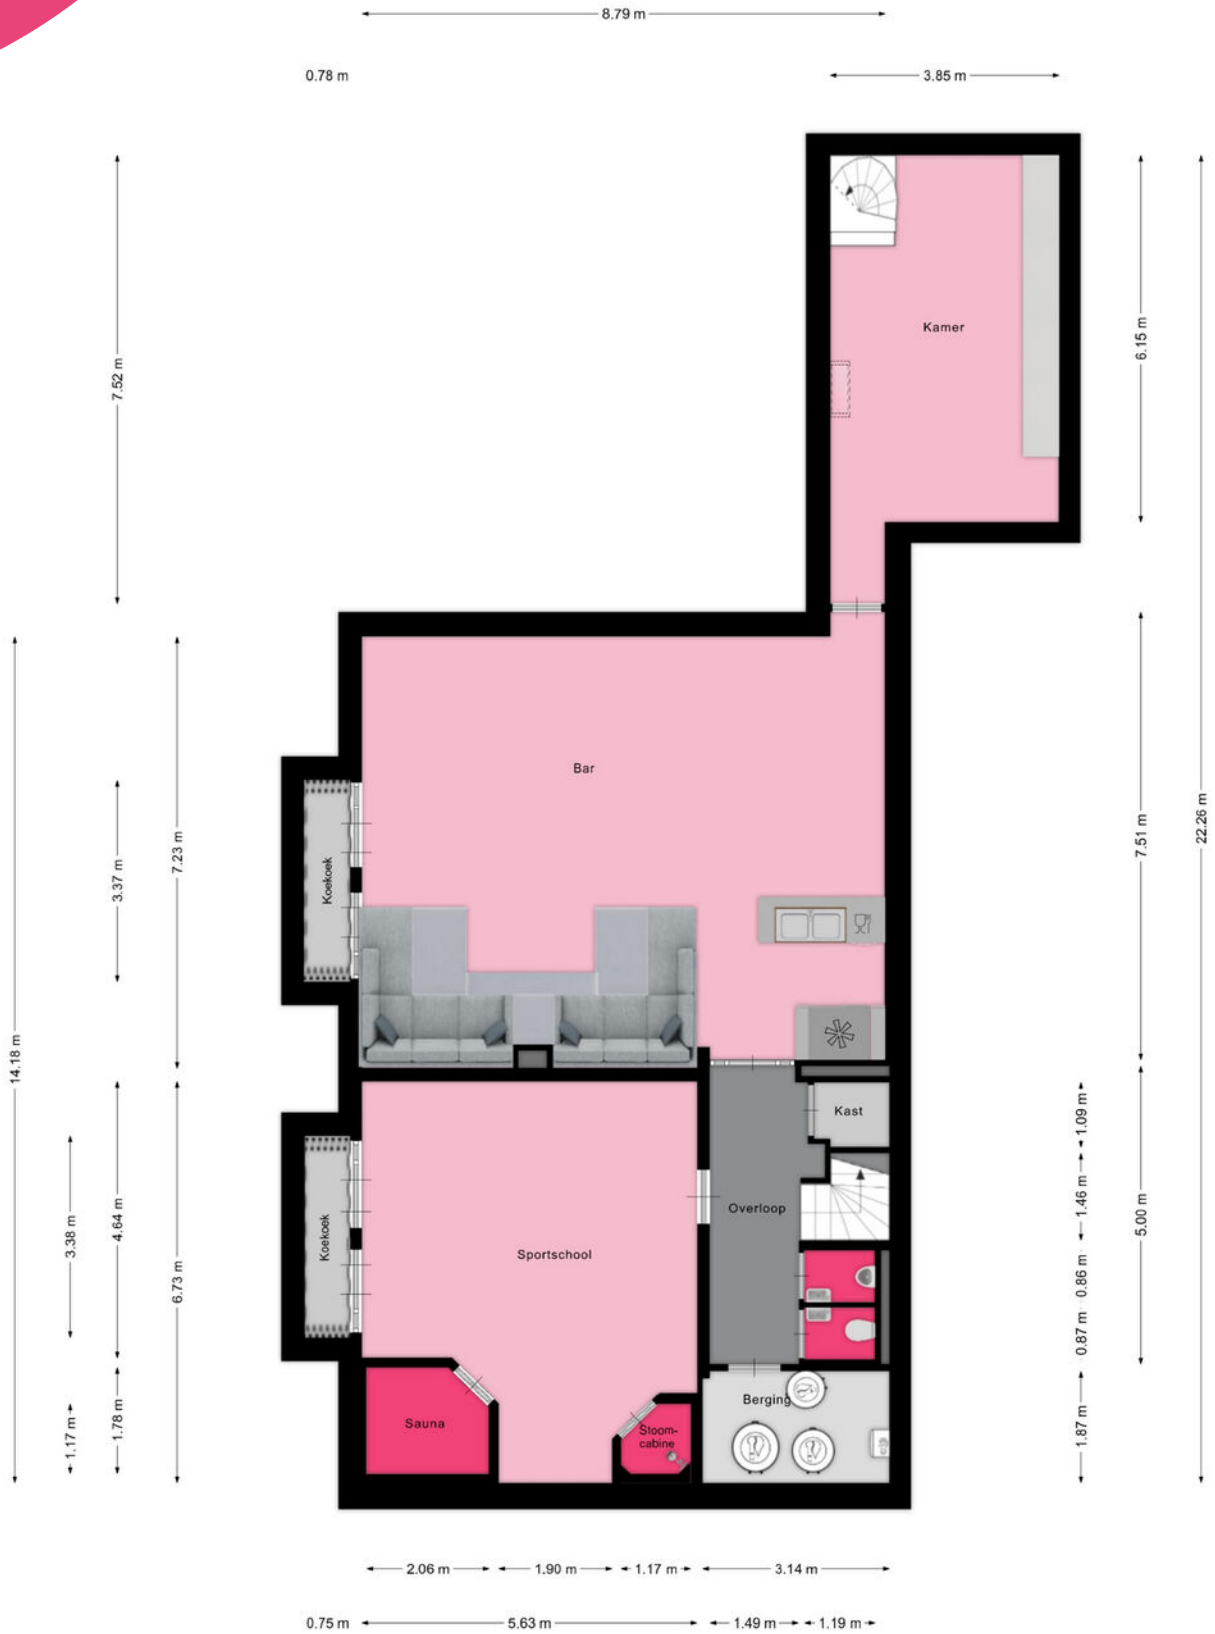 8.79 m
0.78 m
3.85 m
Kamer
7.52 m
6.15 m
Bar
22.26 m
7.51 m
7.23 m
3.37 m
Koekoek
14.18 m
Kast
1.09 m
1.46 m
5.00 m
Overloop
4.64 m
3.38 m
Koekoek
Sportschool
6.73 m
0.86 m
0.87 m
Berging
Sauna
Stoom-
cabine
1.78 m
1.17 m
1.87 m
2.06 m
1.90 m
1.17 m
3.14 m
0.75 m
5.63 m
1.49 m
1.19 m